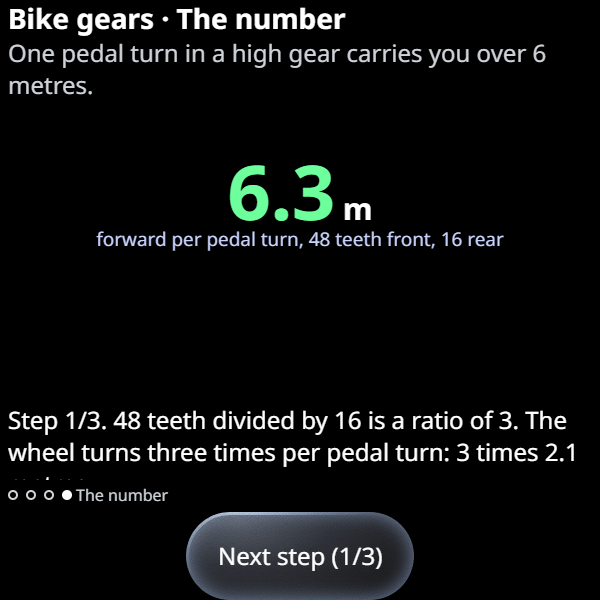 Bike gears · The number
One pedal turn in a high gear carries you over 6
metres.
6.3 m
forward per pedal turn, 48 teeth front, 16 rear
Step 1/3. 48 teeth divided by 16 is a ratio of 3. The
wheel turns three times per pedal turn: 3 times 2.1
The number
Next step (1/3)